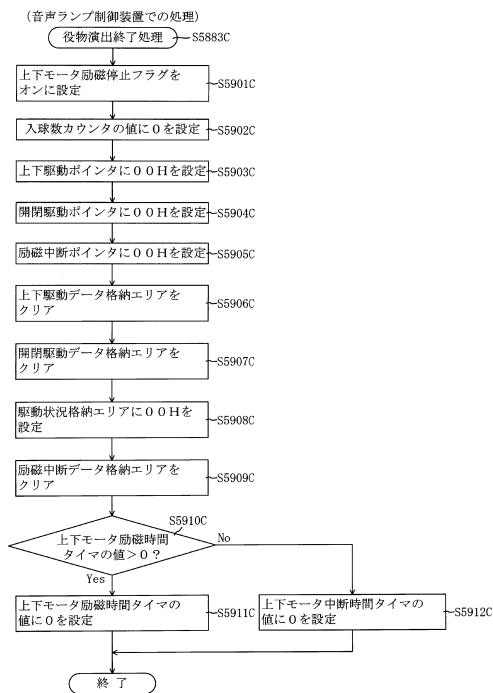 （音声ランプ制御装置での処理）
役物演出終了処理
S5883C
上下モータ励磁停止フラグを
オンに設定
S5901C
入球数カウンタの値に０を設定
S5902C
上下駆動ポインタに００Ｈを設定
S5903C
開閉駆動ポインタに００Ｈを設定
S5904C
励磁中断ポインタに００Ｈを設定
S5905C
上下駆動データ格納エリアを
クリア
S5906C
開閉駆動データ格納エリアを
クリア
S5907C
駆動状況格納エリアに００Ｈを
設定
S5908C
励磁中断データ格納エリアを
クリア
S5909C
S5910C
上下モータ励磁時間
タイマの値＞０？
No
Yes
上下モータ励磁時間タイマの
値に０を設定
S5911C
上下モータ中断時間タイマの
値に０を設定
S5912C
終 了